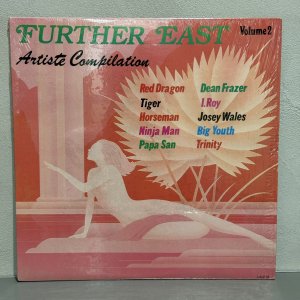 FURTHER EAST
Volume 2
Artiste Compilation
Red Dragon
Tiger
Horseman
Ninja Man
Papa San
Dean Frazer
I. Roy
Josey Wales
Big Youth
Trinity